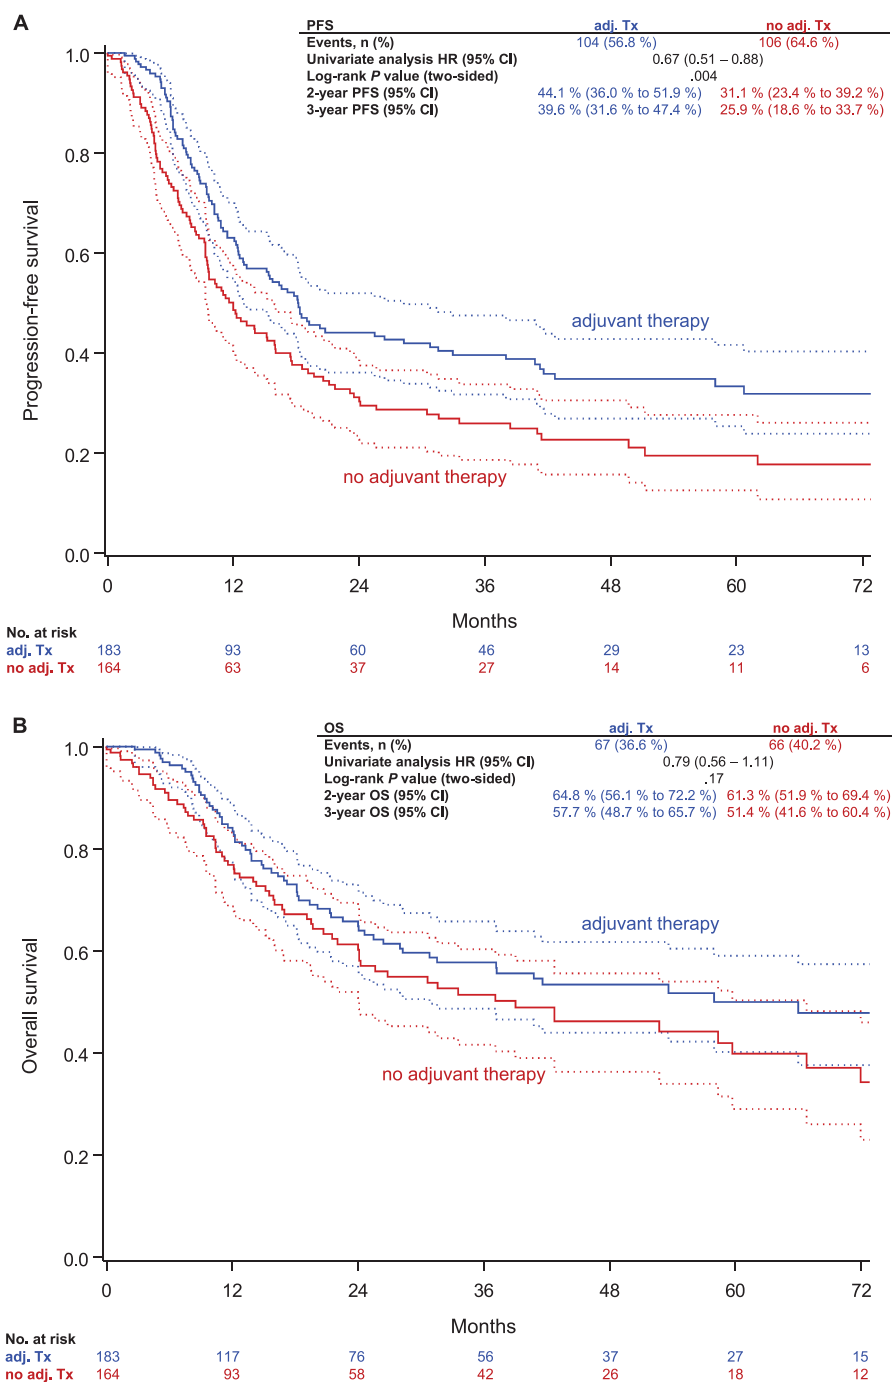 A
PFS adj. Tx no adj. Tx
Events, n (%) 104 (56.8 %) 106 (64.6 %)
Univariate analysis HR (95% CI) 0.67 (0.51 – 0.88)
Log-rank P value (two-sided) .004
2-year PFS (95% CI) 44.1 % (36.0 % to 51.9 %) 31.1 % (23.4 % to 39.2 %)
3-year PFS (95% CI) 39.6 % (31.6 % to 47.4 %) 25.9 % (18.6 % to 33.7 %)
1.0
0.8
0.6
0.4
0.2
0.0
Progression-free survival
adjuvant therapy
no adjuvant therapy
0 12 24 36 48 60 72
Months
No. at risk
adj. Tx 183 93 60 46 29 23 13
no adj. Tx 164 63 37 27 14 11 6
B
OS adj. Tx no adj. Tx
Events, n (%) 67 (36.6 %) 66 (40.2 %)
Univariate analysis HR (95% CI) 0.79 (0.56 – 1.11)
Log-rank P value (two-sided) .17
2-year OS (95% CI) 64.8 % (56.1 % to 72.2 %) 61.3 % (51.9 % to 69.4 %)
3-year OS (95% CI) 57.7 % (48.7 % to 65.7 %) 51.4 % (41.6 % to 60.4 %)
1.0
0.8
0.6
0.4
0.2
0.0
Overall survival
adjuvant therapy
no adjuvant therapy
0 12 24 36 48 60 72
Months
No. at risk
adj. Tx 183 117 76 56 37 27 15
no adj. Tx 164 93 58 42 26 18 12